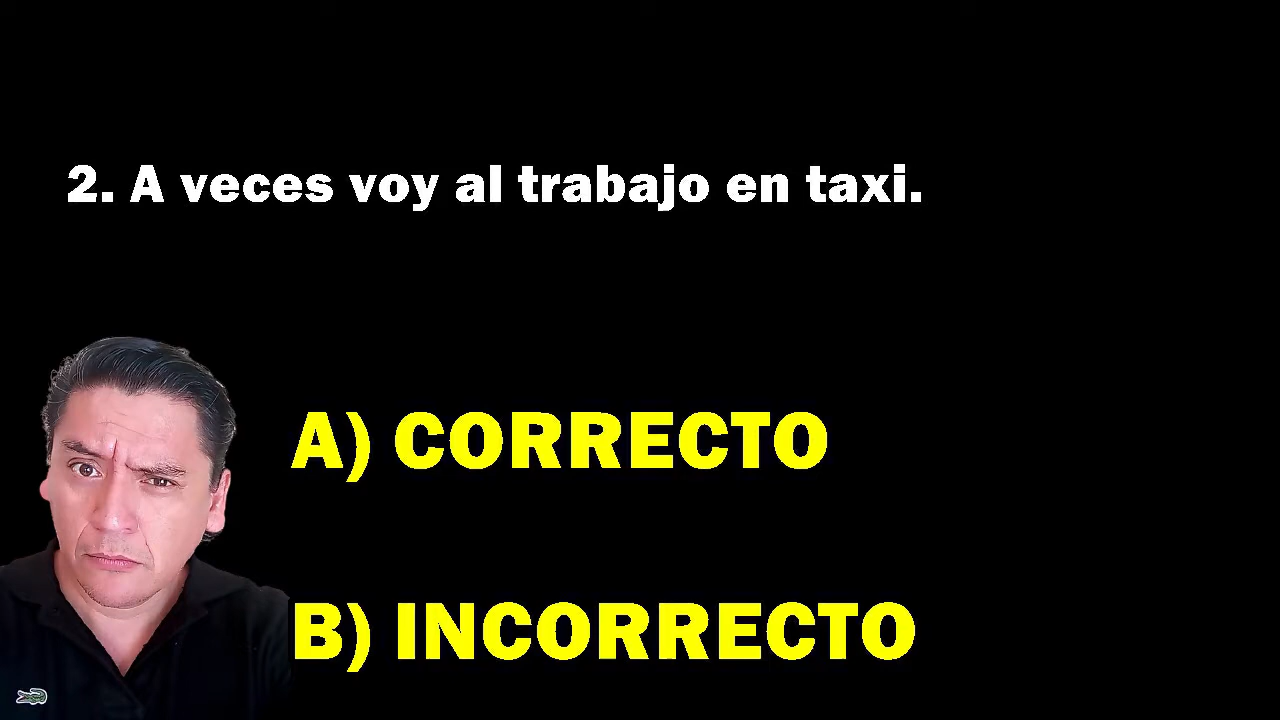 2. A veces voy al trabajo en taxi.
A) CORRECTO
B) INCORRECTO